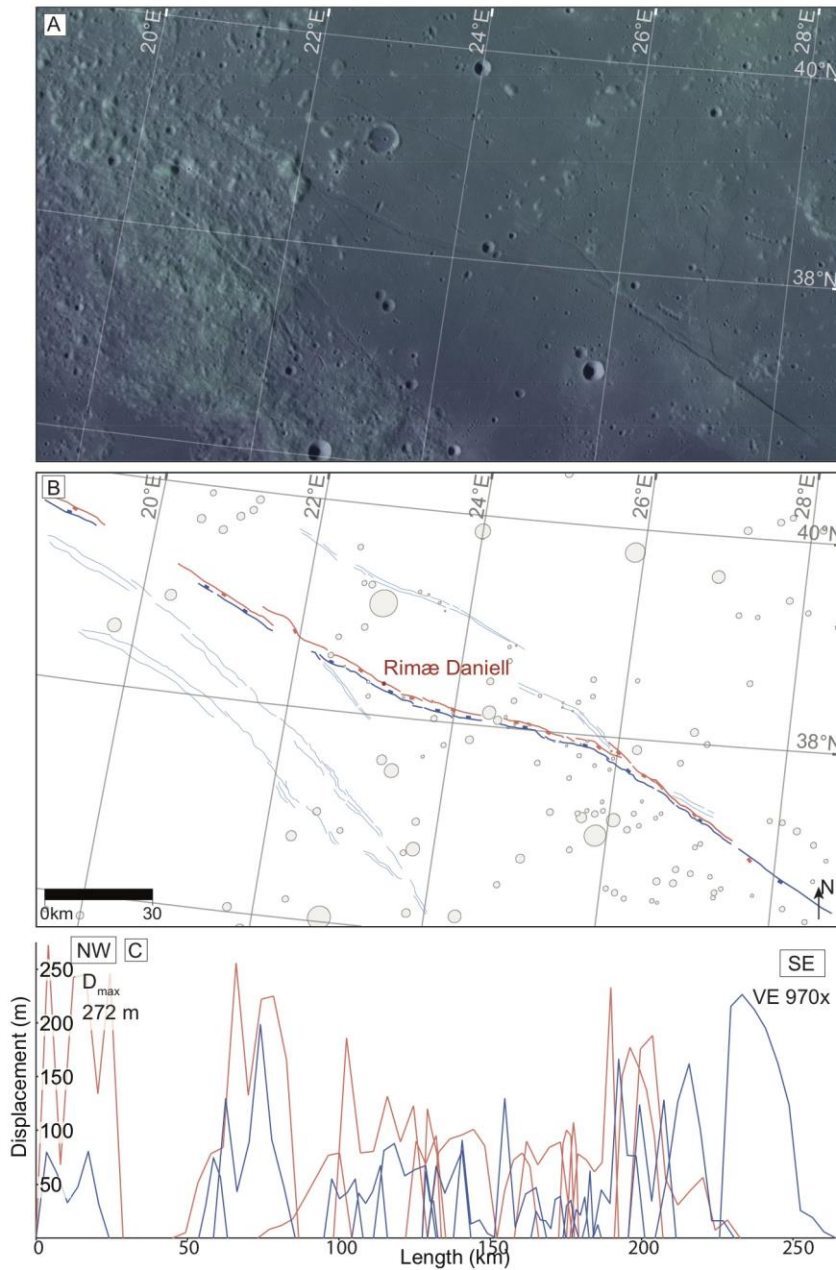 A
20°E
22°E
24°E
26°E
28°E
40°N
38°N
B
20°E
22°E
24°E
26°E
28°E
40°N
38°N
Rimæ Daniell
0km
30
N
NW
C
SE
Dmax
272 m
VE 970x
Displacement (m)
250
200
150
100
50
0
50
100
150
200
250
Length (km)